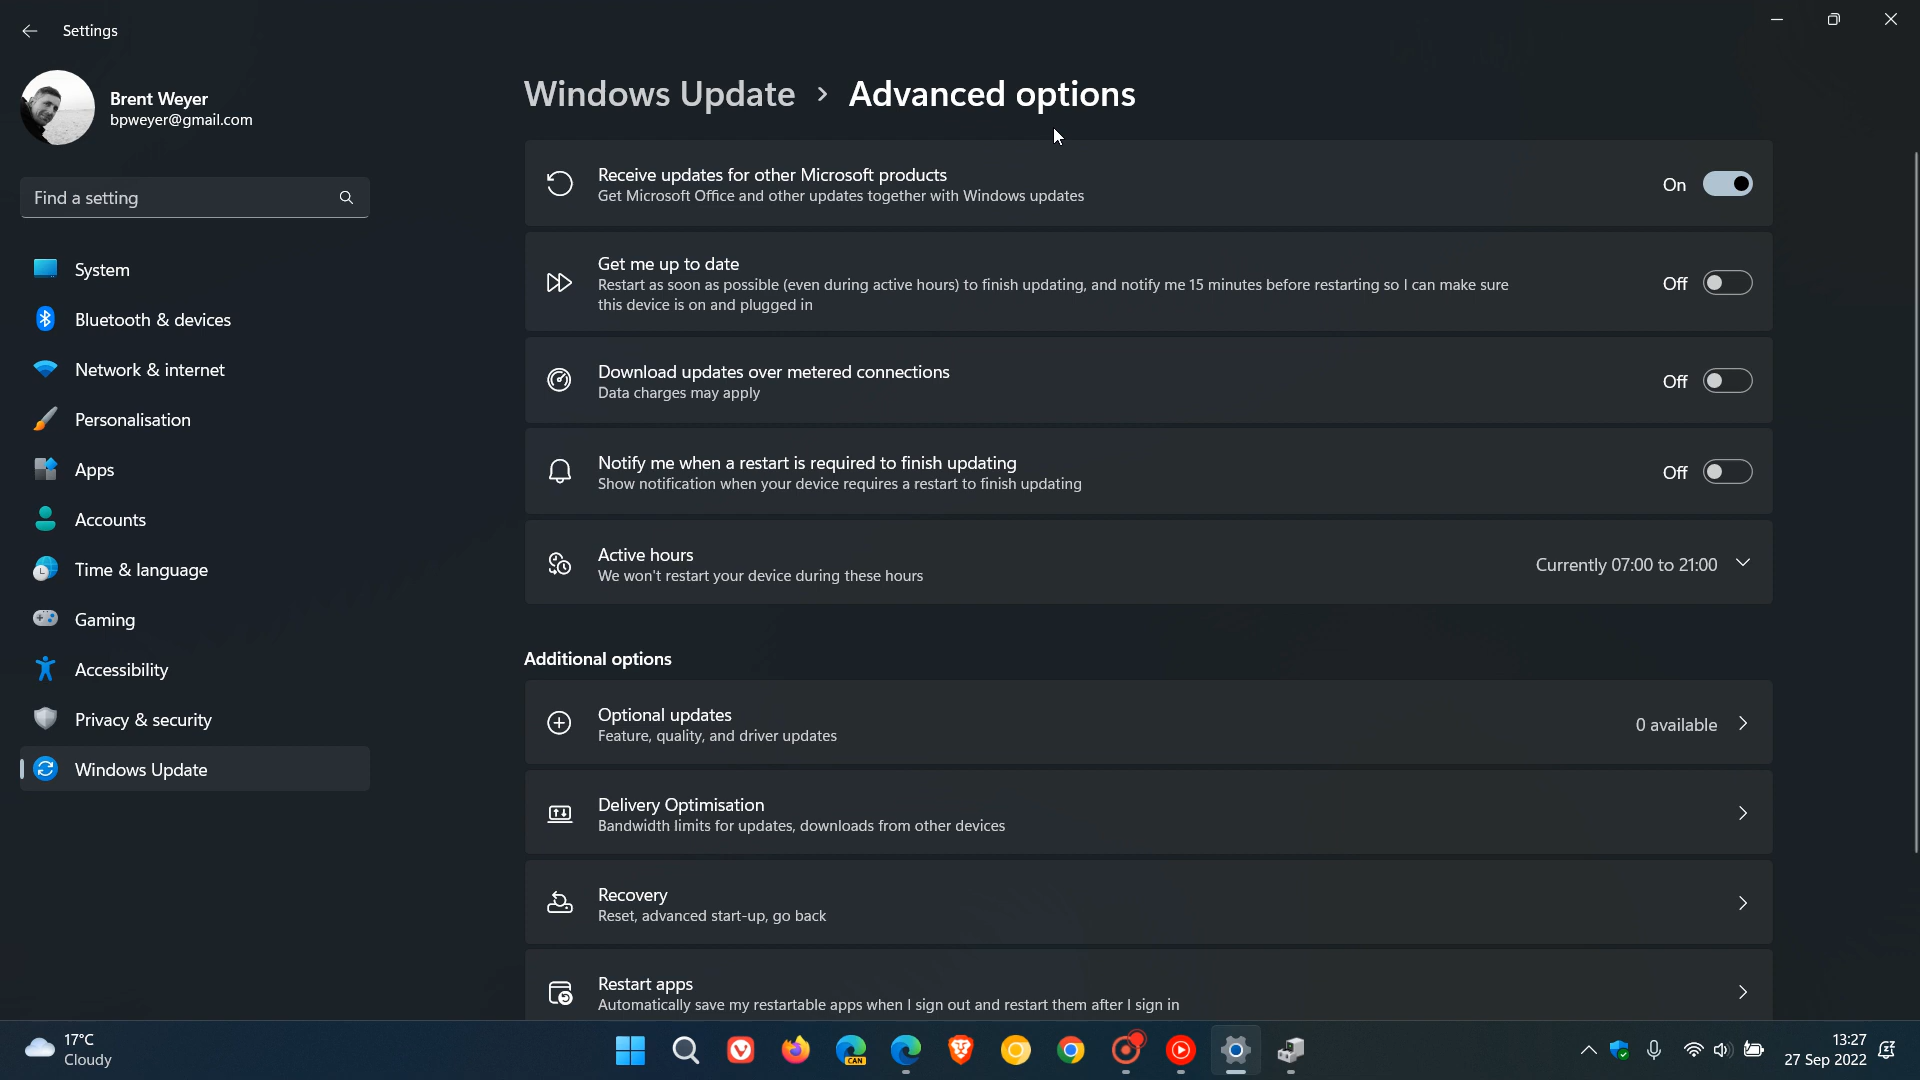 Settings
Brent Weyer
bpweyer@gmail.com
Find a setting
System
Bluetooth & devices
Network & internet
Personalisation
Apps
Accounts
Time & language
Gaming
Accessibility
Privacy & security
Windows Update
Windows Update > Advanced options
Receive updates for other Microsoft products
Get Microsoft Office and other updates together with Windows updates
On
Get me up to date
Restart as soon as possible (even during active hours) to finish updating, and notify me 15 minutes before restarting so I can make sure
this device is on and plugged in
Off
Download updates over metered connections
Data charges may apply
Off
Notify me when a restart is required to finish updating
Show notification when your device requires a restart to finish updating
Off
Active hours
We won't restart your device during these hours
Currently 07:00 to 21:00
Additional options
Optional updates
Feature, quality, and driver updates
0 available
Delivery Optimisation
Bandwidth limits for updates, downloads from other devices
Recovery
Reset, advanced start-up, go back
Restart apps
Automatically save my restartable apps when I sign out and restart them after I sign in
17°C
Cloudy
CAN
13:27
27 Sep 2022